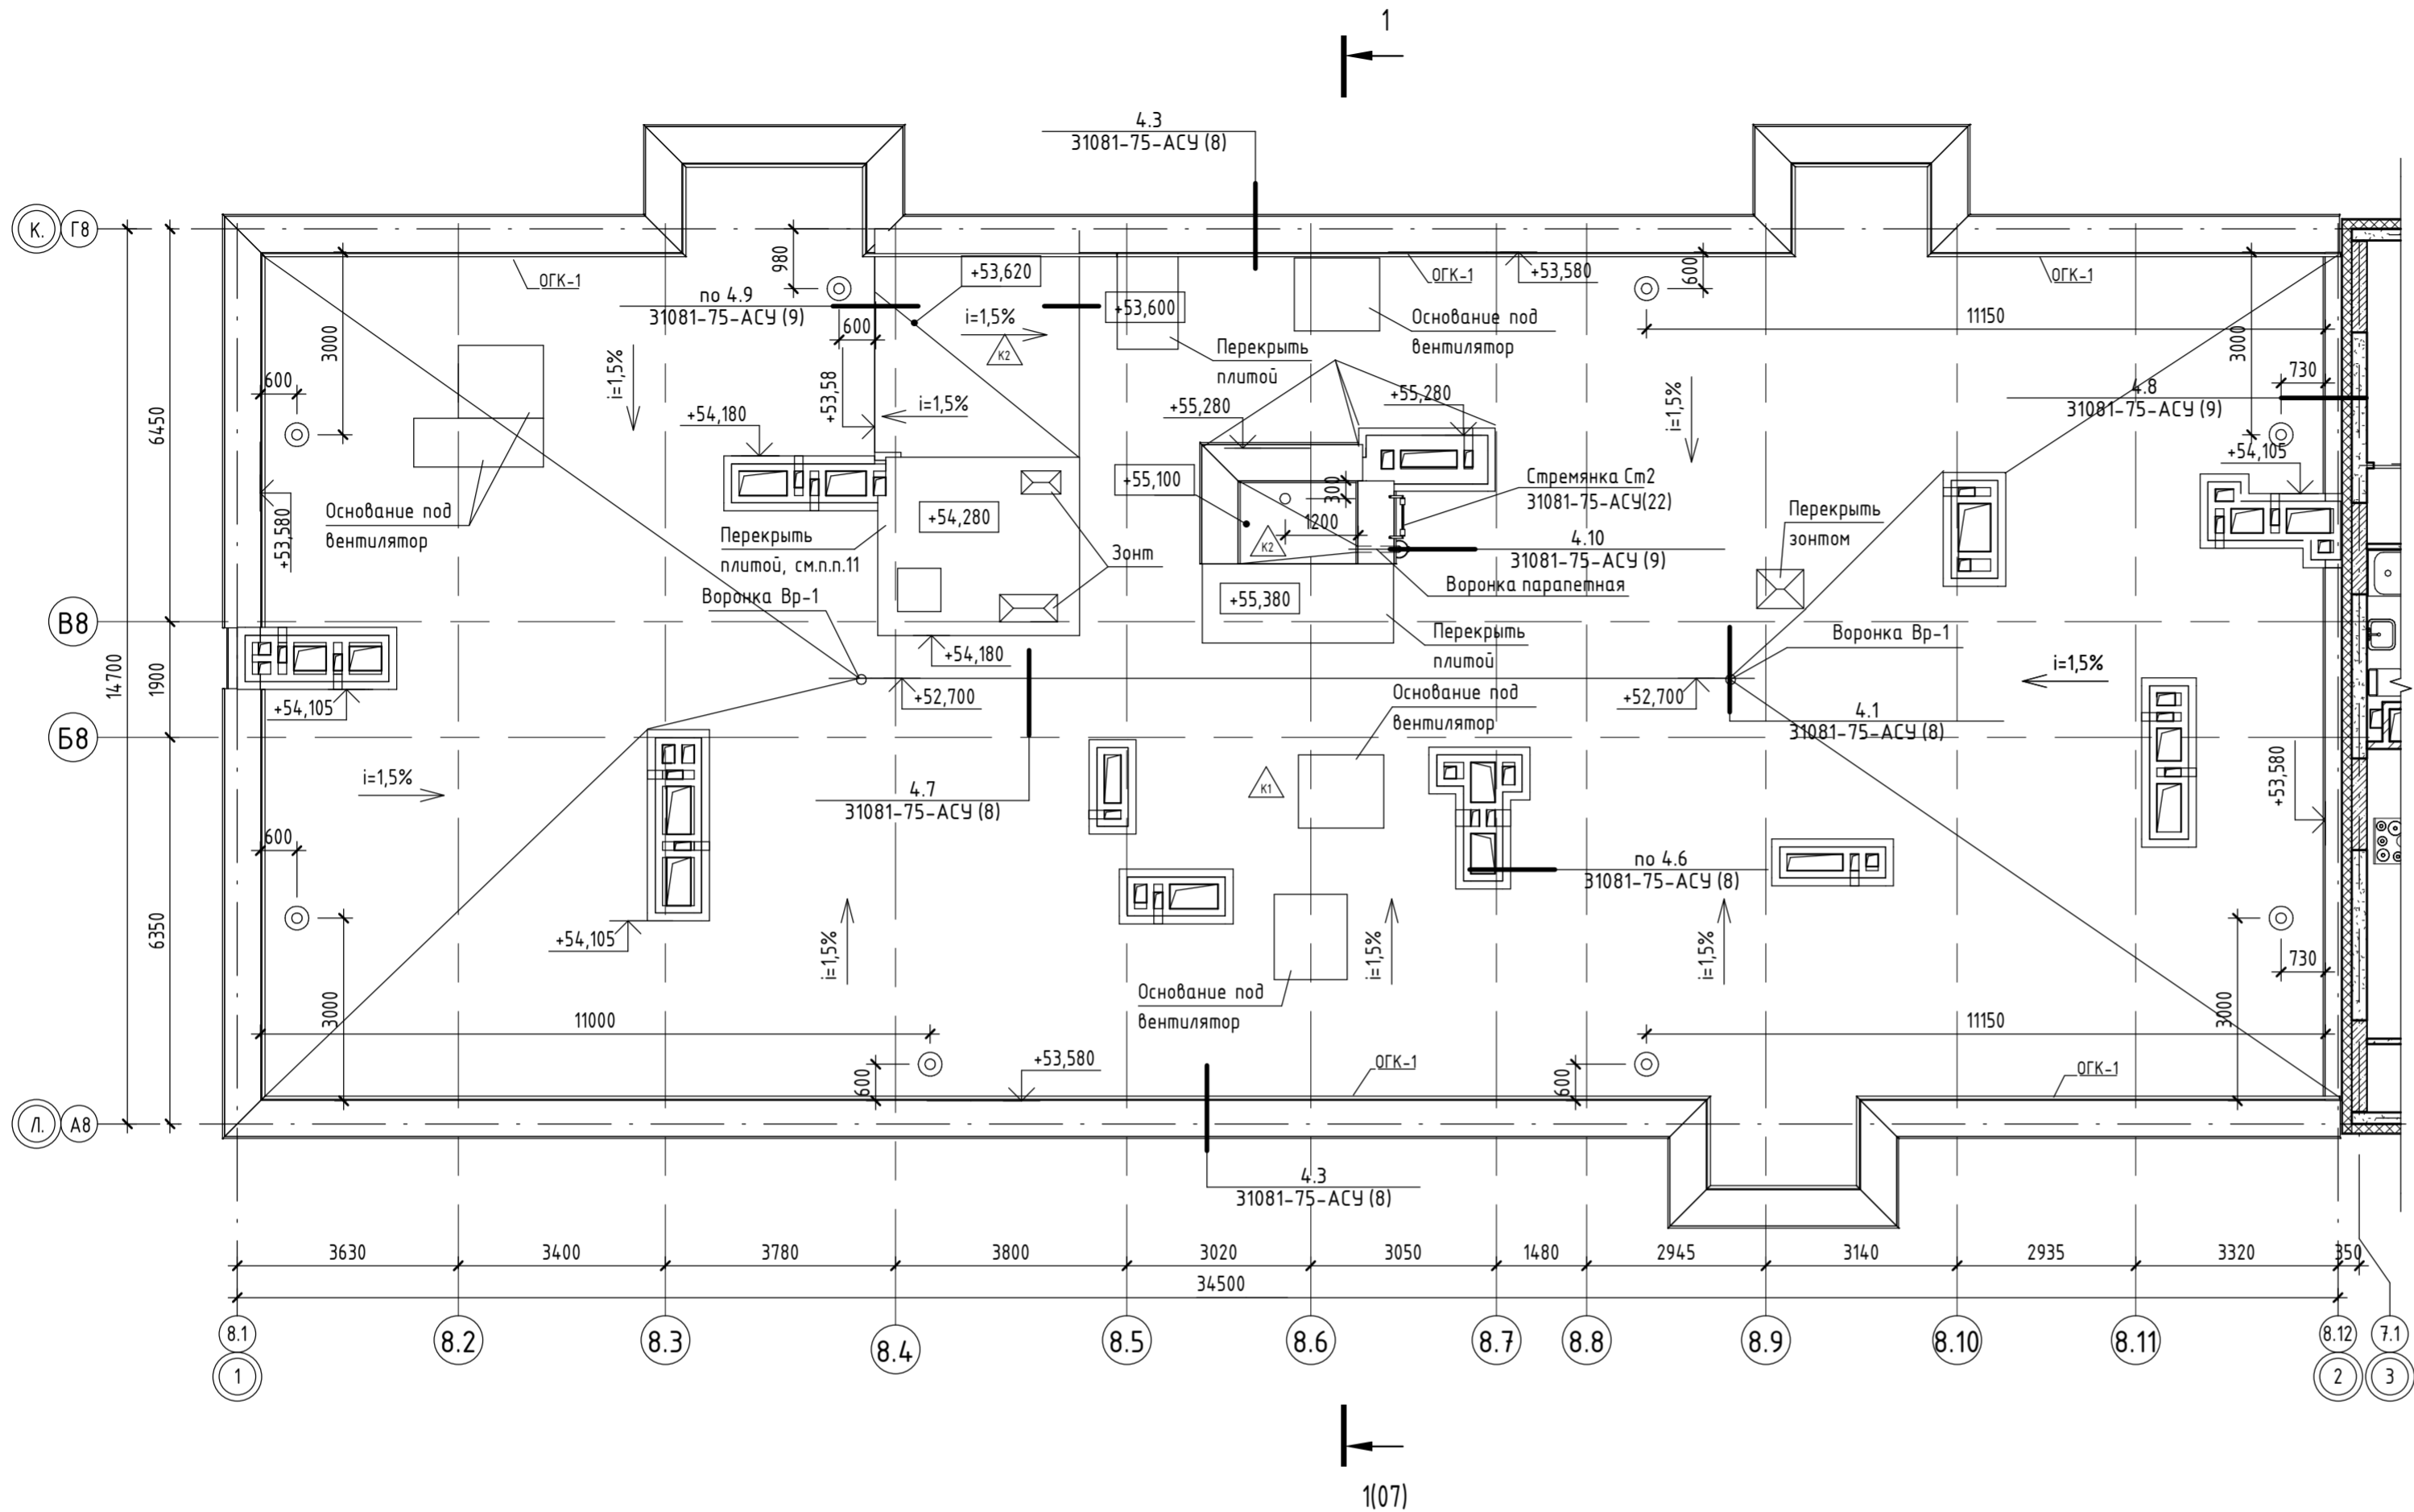 1
4.3
31081-75-АСУ (8)
К.
Г8
980
+53,620
ОГК-1
по 4.9
31081-75-АСУ (9)
600
i=1,5%
К2
+53,600
ОГК-1
+53,580
600
ОГК-1
11150
Основание под
вентилятор
Перекрыть
плитой
3000
600
i=1,5%
+53,58
i=1,5%
+54,180
+55,280
+55,280
i=1,5%
3000
730
4.8
31081-75-АСУ (9)
+54,105
6450
+53,580
Основание под
вентилятор
Перекрыть
плитой, см.п.п.11
+54,280
Зонт
+55,100
300
1200
К2
Стремянка Ст2
31081-75-АСУ(22)
4.10
31081-75-АСУ (9)
Воронка парапетная
Перекрыть
зонтом
Воронка Вр-1
+55,380
Перекрыть
плитой
Воронка Вр-1
В8
14700
1900
+54,105
+54,180
+52,700
+52,700
i=1,5%
Основание под
вентилятор
4.1
31081-75-АСУ (8)
Б8
i=1,5%
4.7
31081-75-АСУ (8)
К1
+53,580
600
по 4.6
31081-75-АСУ (8)
6350
+54,105
i=1,5%
i=1,5%
i=1,5%
730
3000
Основание под
вентилятор
3000
11000
11150
+53,580
600
ОГК-1
600
ОГК-1
Л.
А8
4.3
31081-75-АСУ (8)
3630
3400
3780
3800
3020
3050
1480
2945
3140
2935
3320
350
34500
8.1
8.2
8.3
8.4
8.5
8.6
8.7
8.8
8.9
8.10
8.11
8.12
7.1
1
2
3
1(07)